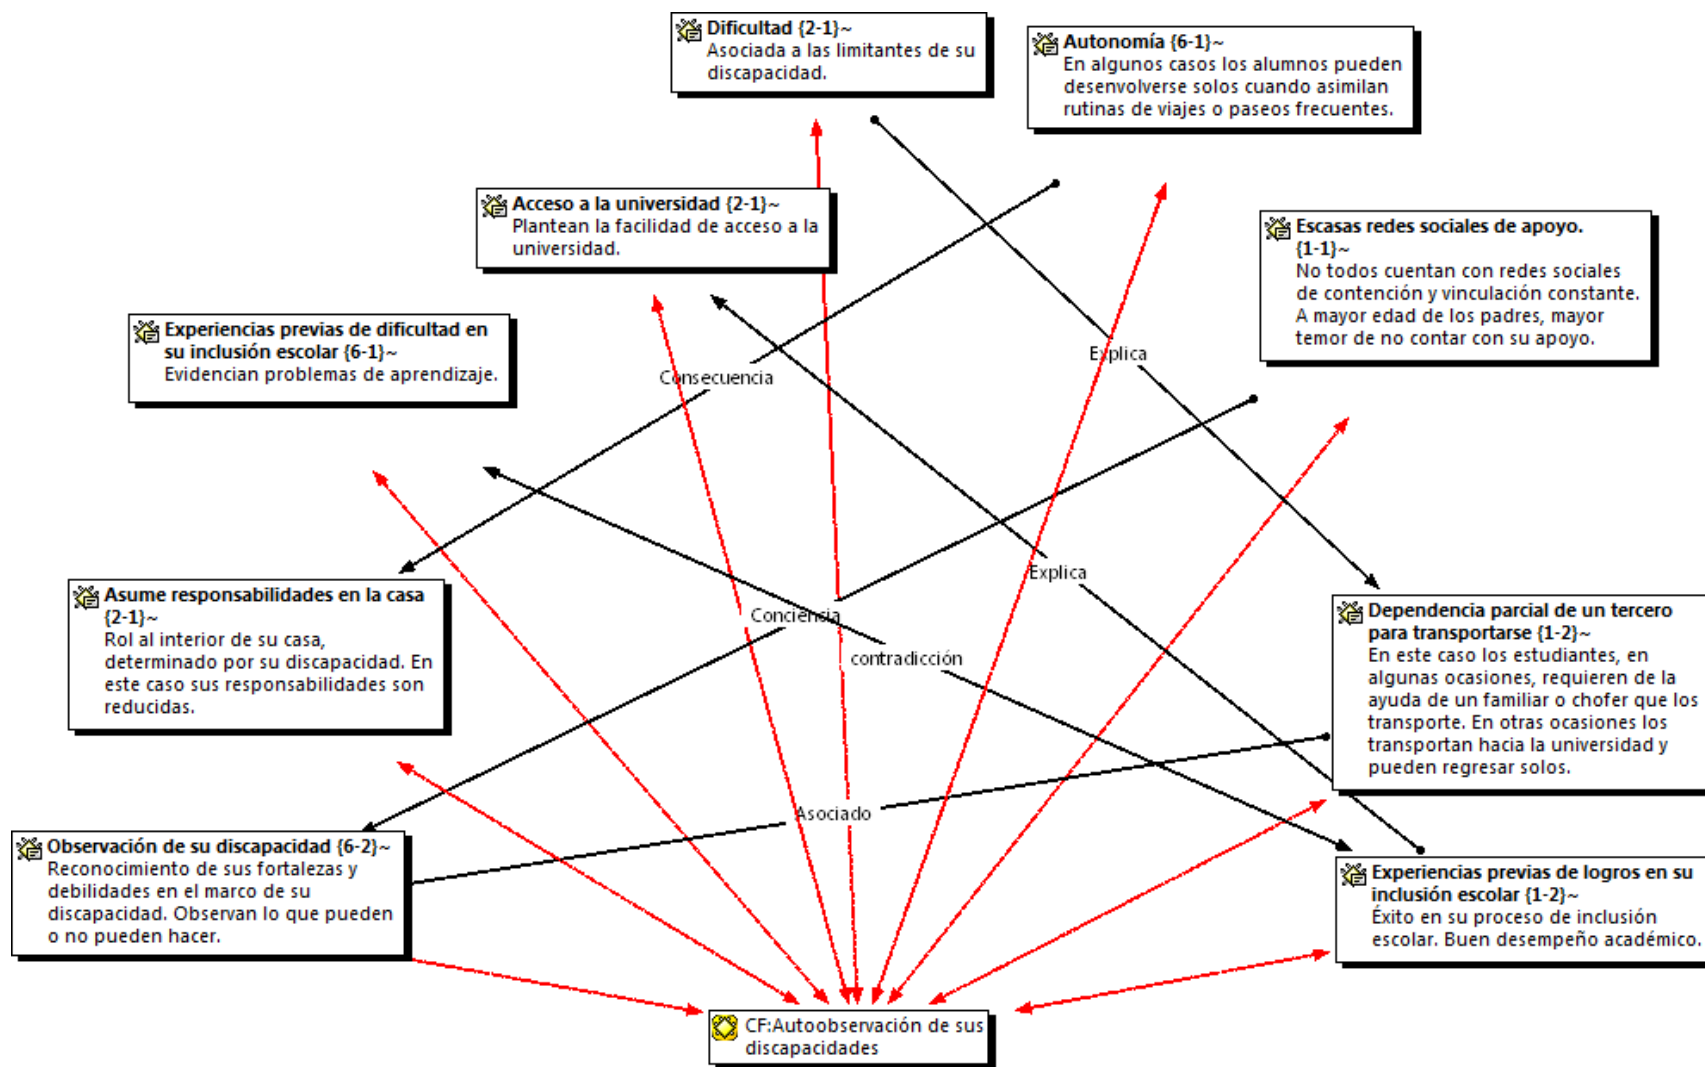 Dificultad {2-1}~
Asociada a las limitantes de su
discapacidad.
Autonomía {6-1}~
En algunos casos los alumnos pueden
desenvolverse solos cuando asimilan
rutinas de viajes o paseos frecuentes.
Acceso a la universidad {2-1}~
Plantean la facilidad de acceso a la
universidad.
Escasas redes sociales de apoyo.
{1-1}~
No todos cuentan con redes sociales
de contención y vinculación constante.
A mayor edad de los padres, mayor
temor de no contar con su apoyo.
Experiencias previas de dificultad en
su inclusión escolar {6-1}~
Evidencian problemas de aprendizaje.
Explica
Consecuencia
Explica
Conciencia
contradicción
Asume responsabilidades en la casa
{2-1}~
Rol al interior de su casa,
determinado por su discapacidad. En
este caso sus responsabilidades son
reducidas.
Dependencia parcial de un tercero
para transportarse {1-2}~
En este caso los estudiantes, en
algunas ocasiones, requieren de la
ayuda de un familiar o chofer que los
transporte. En otras ocasiones los
transportan hacia la universidad y
pueden regresar solos.
Asociado
Observación de su discapacidad {6-2}~
Reconocimiento de sus fortalezas y
debilidades en el marco de su
discapacidad. Observan lo que pueden
o no pueden hacer.
Experiencias previas de logros en su
inclusión escolar {1-2}~
Éxito en su proceso de inclusión
escolar. Buen desempeño académico.
CF:Autoobservación de sus
discapacidades